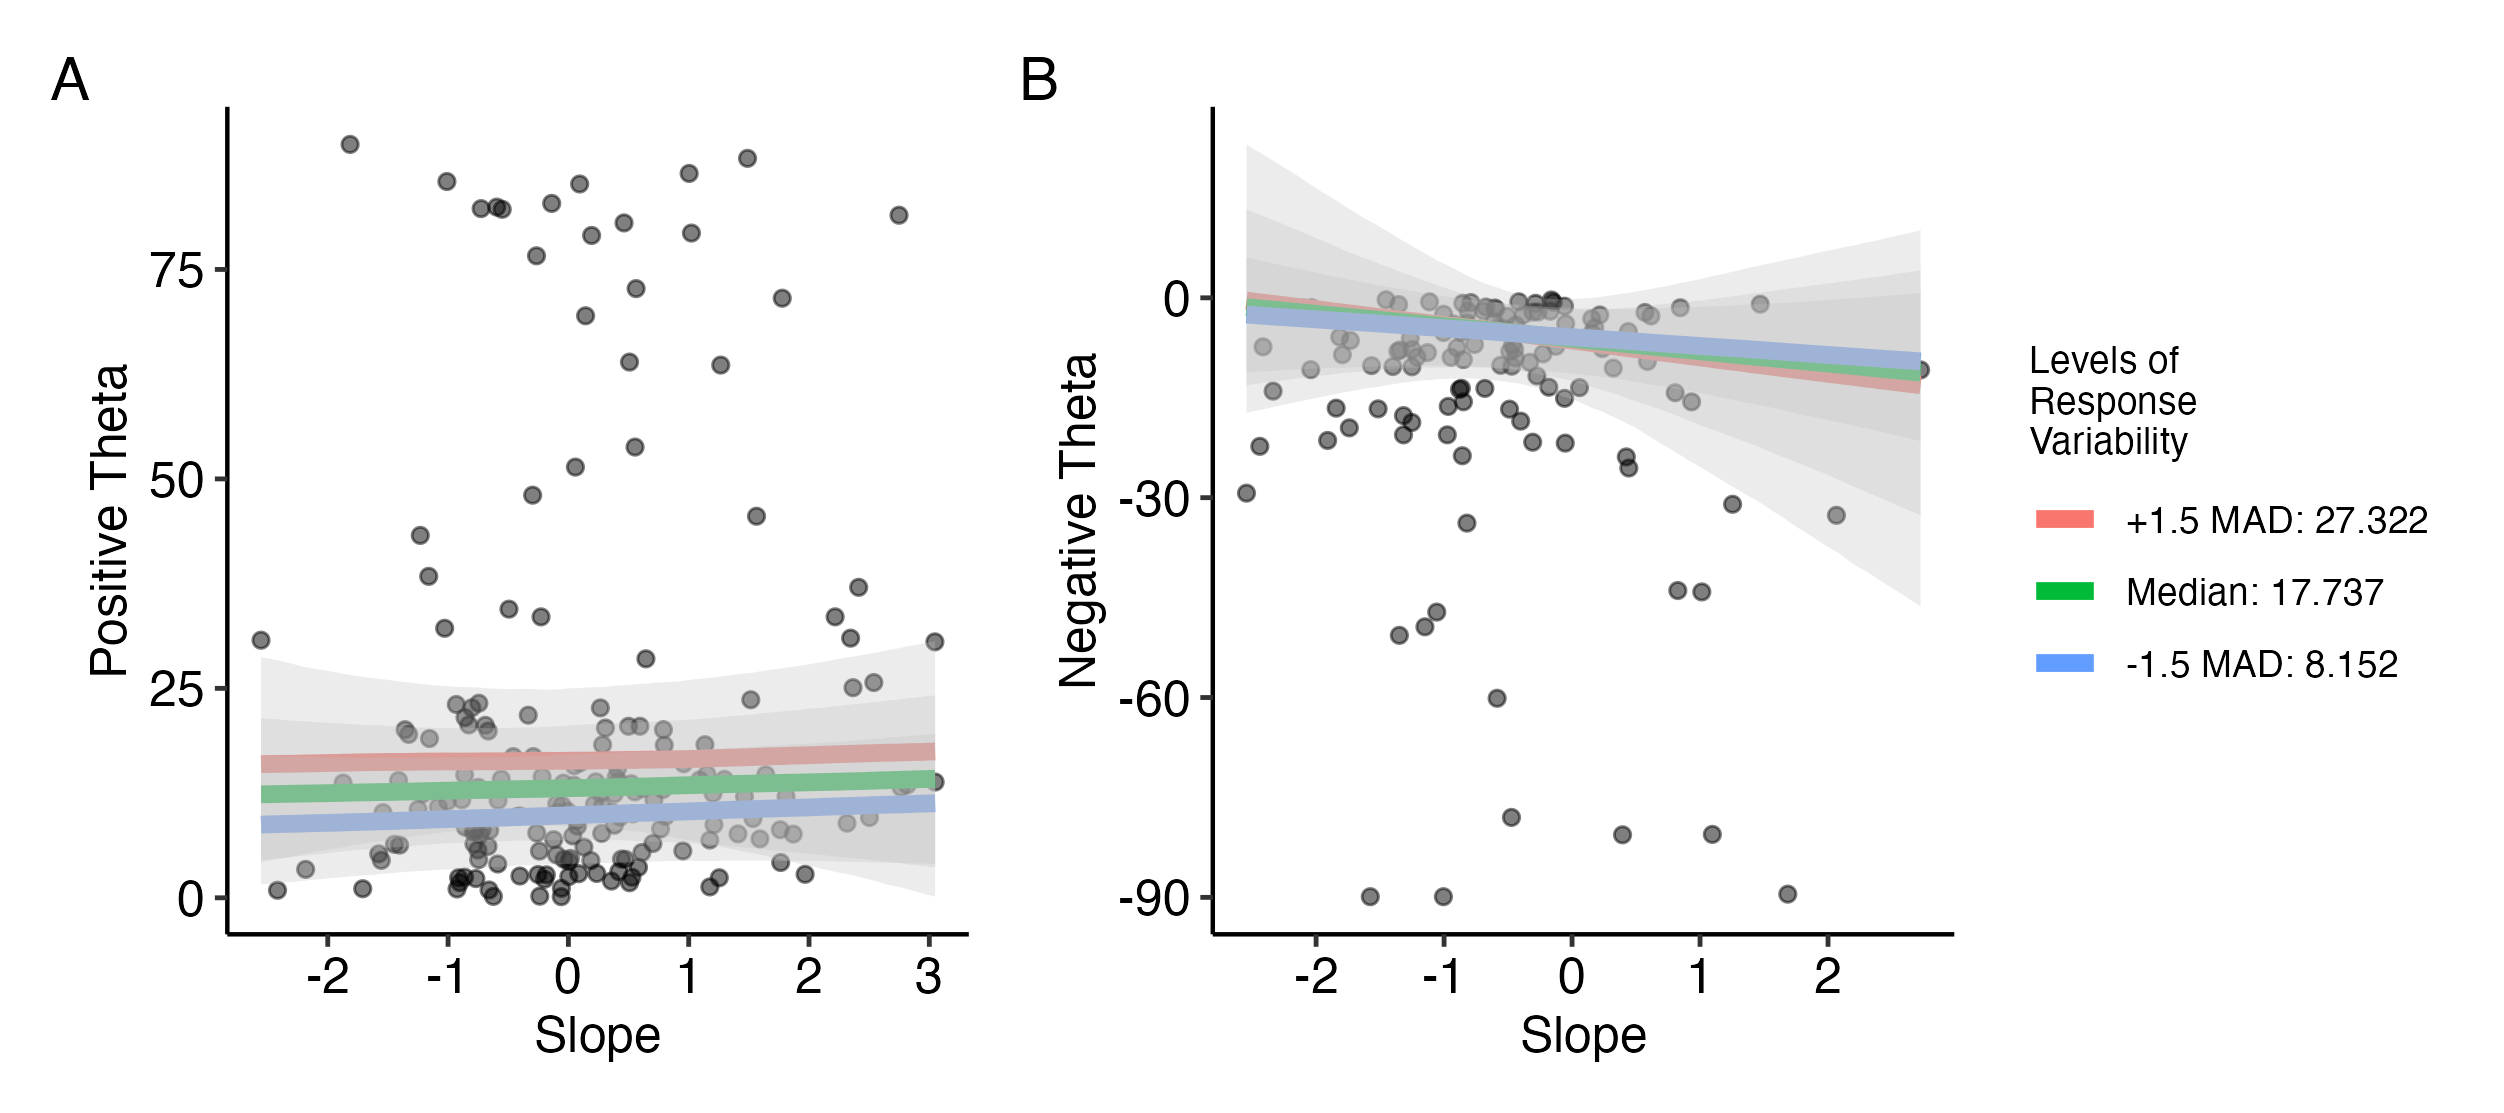 A
B
Positive Theta
75
50
25
0
-2 -1 0 1 2 3
Slope
Negative Theta
0
-30
-60
-90
-2 -1 0 1 2
Slope
Levels of
Response
Variability
+1.5 MAD: 27.322
Median: 17.737
-1.5 MAD: 8.152